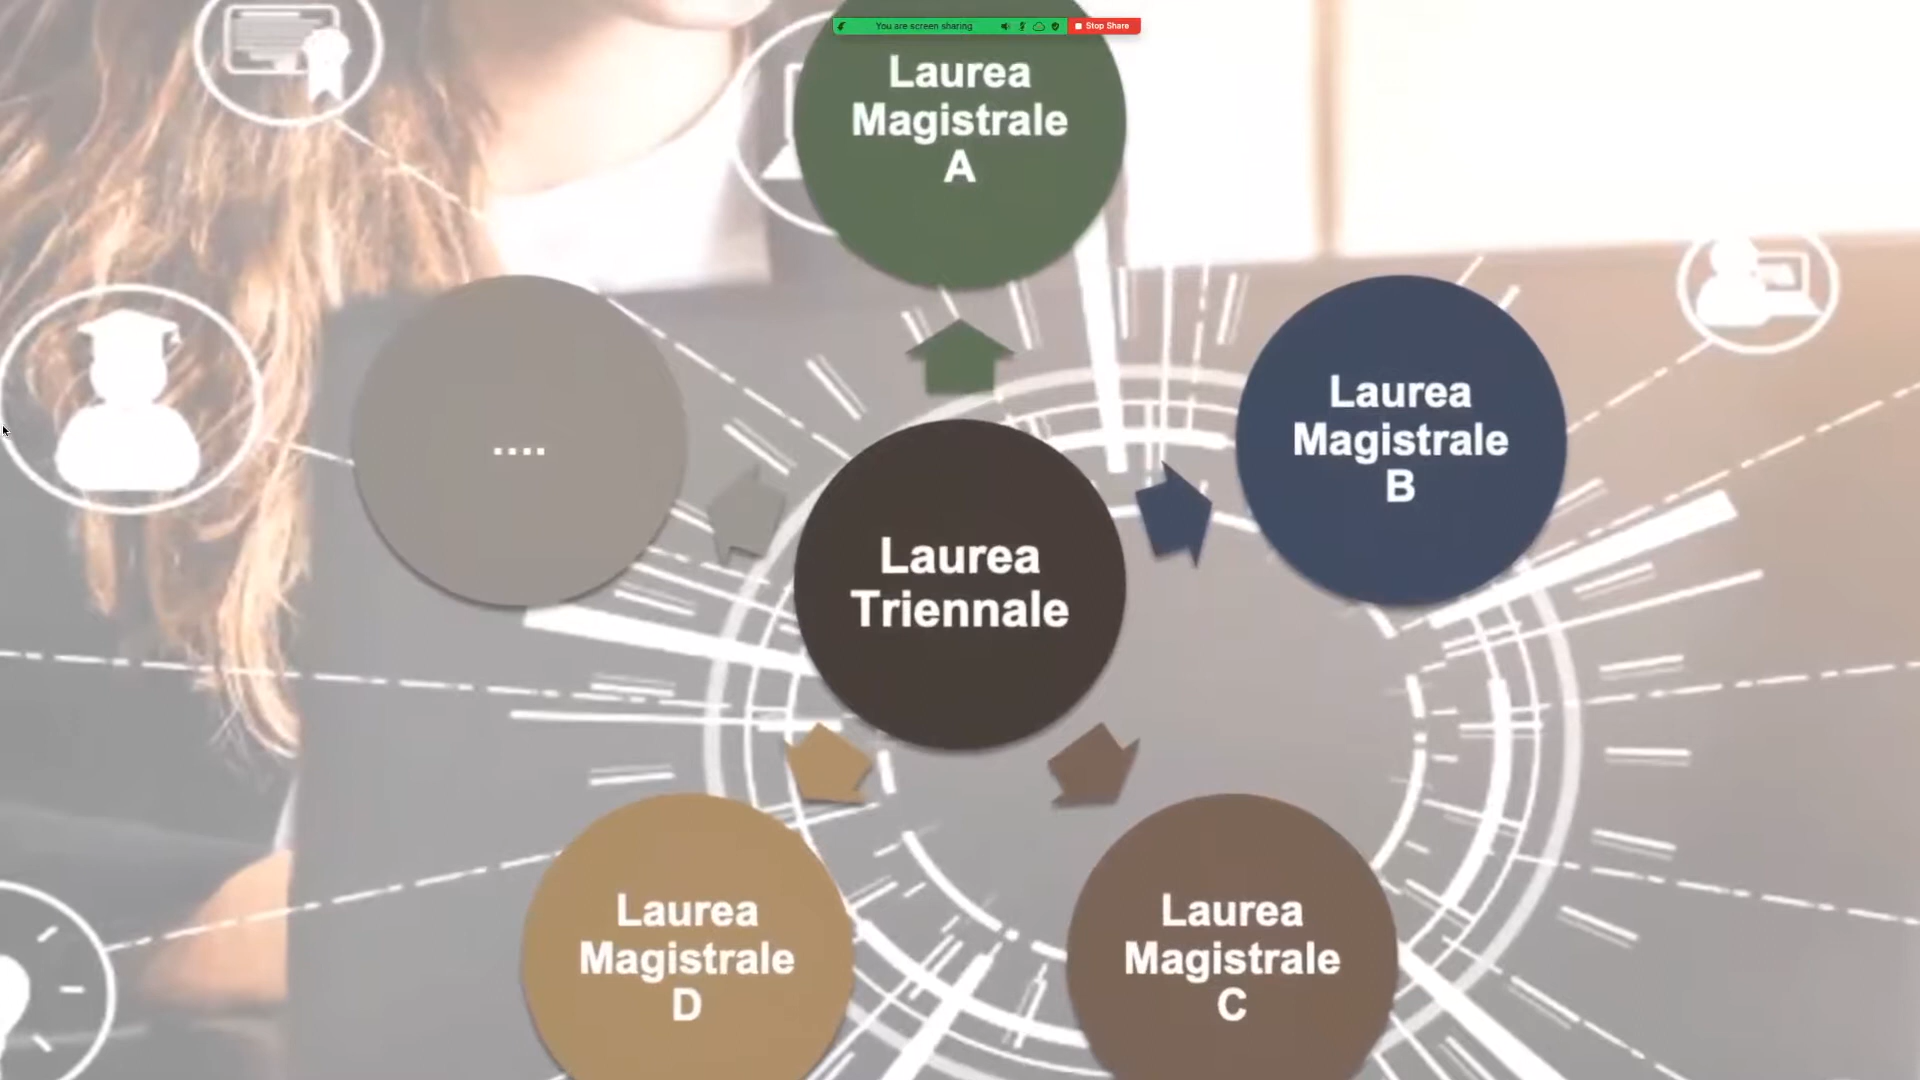 You are screen sharing
Stop Share
Laurea
Magistrale
A
....
Laurea
Magistrale
B
Laurea
Triennale
Laurea
Magistrale
D
Laurea
Magistrale
C